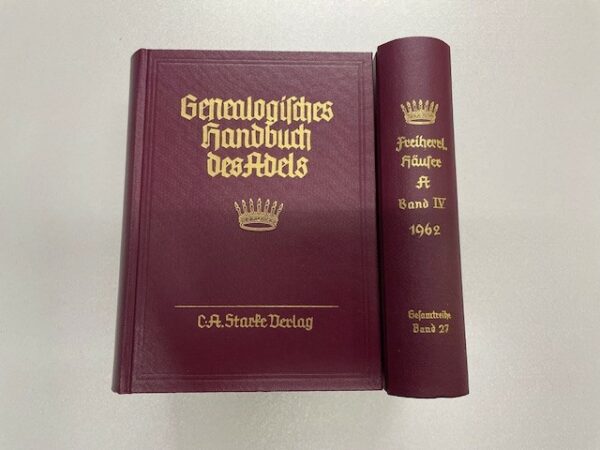 Genealogisches
Handbuch
des Adels
C.A. Starke Verlag
Freiherrl.
Häuser
A
Band IV
1962
Gesamtreihe
Band 27